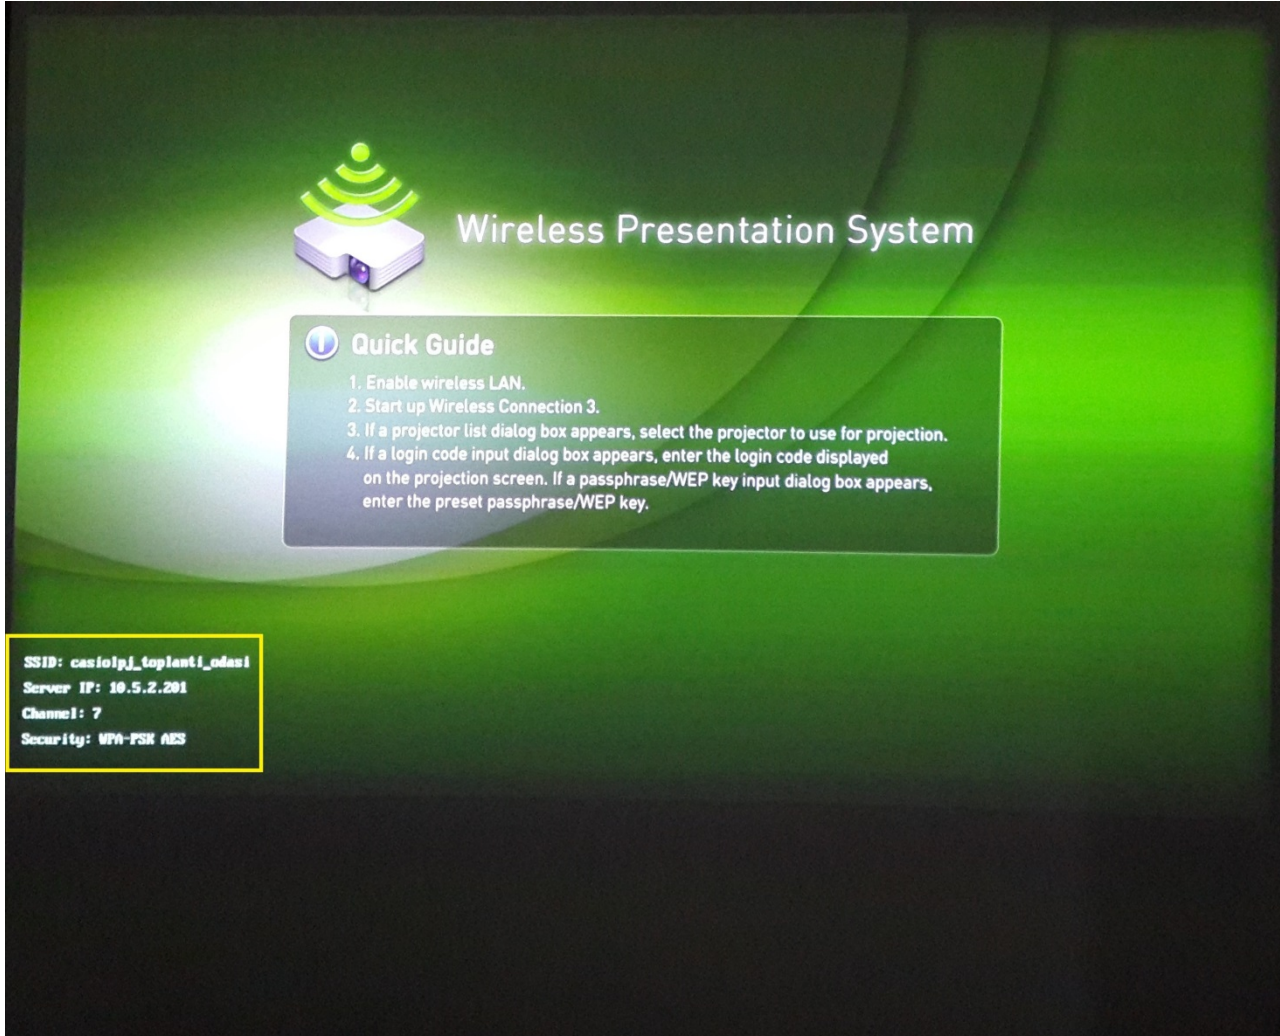 Wireless Presentation System
Quick Guide
1. Enable wireless LAN.
2. Start up Wireless Connection 3.
3. If a projector list dialog box appears, select the projector to use for projection.
4. If a login code input dialog box appears, enter the login code displayed
on the projection screen. If a passphrase/WEP key input dialog box appears,
enter the preset passphrase/WEP key.
SSID: casiolpj_toplanti_odasi
Server IP: 10.5.2.201
Channel: 7
Security: WPA-PSK AES